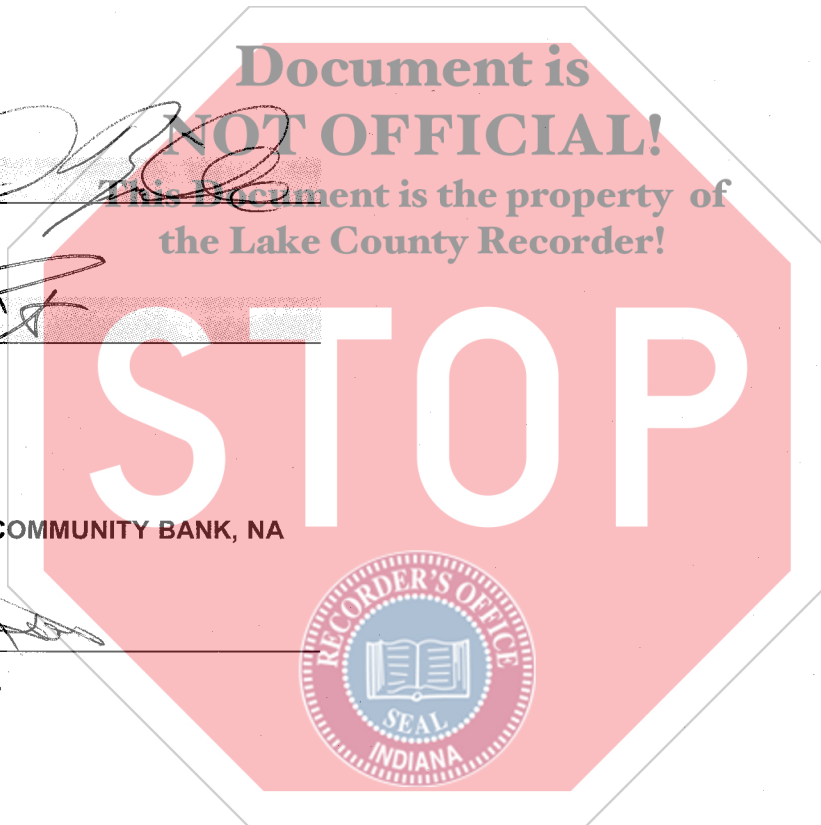 Document is
NOT OFFICIAL!
This Document is the property of
the Lake County Recorder!
STOP
COMMUNITY BANK, NA
RECORDER'S OFFICE
SEAL
INDIANA